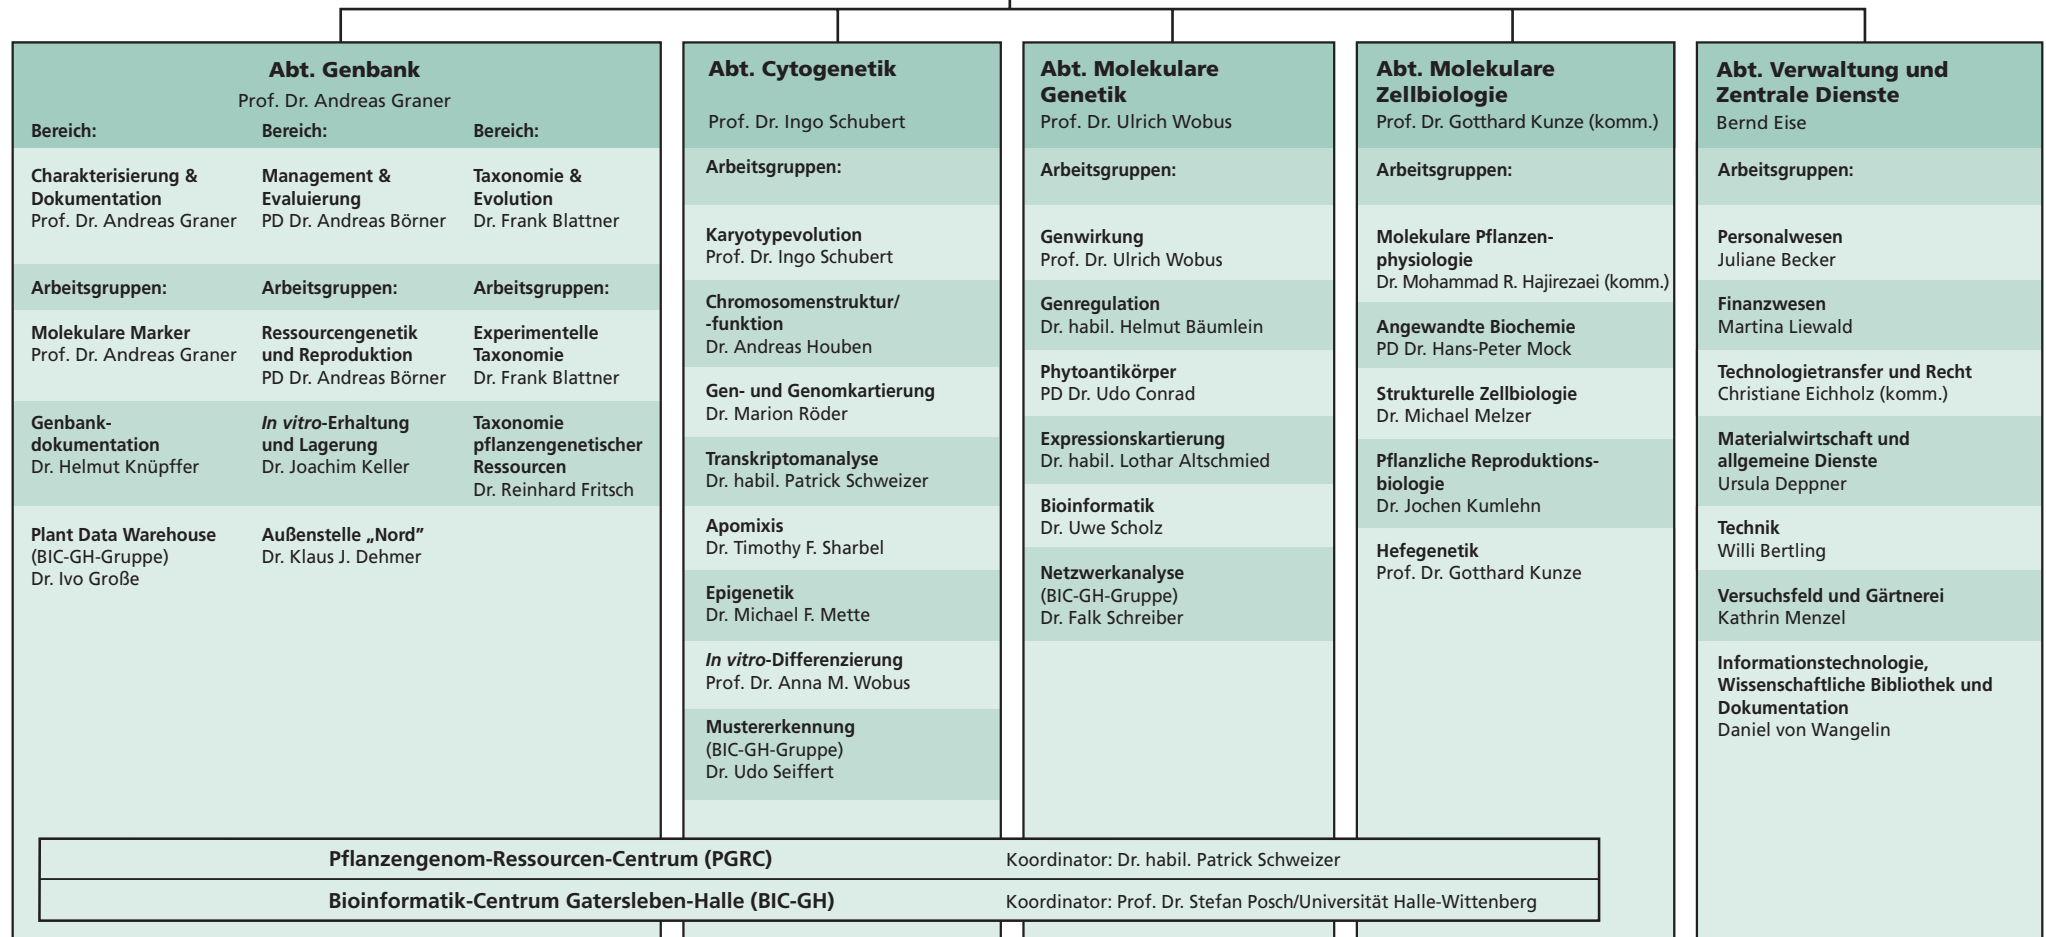 Abt. Genbank
Prof. Dr. Andreas Graner
Bereich:
Charakterisierung &
Dokumentation
Prof. Dr. Andreas Graner
Arbeitsgruppen:
Molekulare Marker
Prof. Dr. Andreas Graner
Genbank-
dokumentation
Dr. Helmut Knüpffer
Plant Data Warehouse
(BIC-GH-Gruppe)
Dr. Ivo Große
Bereich:
Management &
Evaluierung
PD Dr. Andreas Börner
Arbeitsgruppen:
Ressourcengenetik
und Reproduktion
PD Dr. Andreas Börner
In vitro-Erhaltung
und Lagerung
Dr. Joachim Keller
Außenstelle „Nord”
Dr. Klaus J. Dehmer
Bereich:
Taxonomie &
Evolution
Dr. Frank Blattner
Arbeitsgruppen:
Experimentelle
Taxonomie
Dr. Frank Blattner
Taxonomie
pflanzengenetischer
Ressourcen
Dr. Reinhard Fritsch
Abt. Cytogenetik
Prof. Dr. Ingo Schubert
Arbeitsgruppen:
Karyotypevolution
Prof. Dr. Ingo Schubert
Chromosomenstruktur/
-funktion
Dr. Andreas Houben
Gen- und Genomkartierung
Dr. Marion Röder
Transkriptomanalyse
Dr. habil. Patrick Schweizer
Apomixis
Dr. Timothy F. Sharbel
Epigenetik
Dr. Michael F. Mette
In vitro-Differenzierung
Prof. Dr. Anna M. Wobus
Mustererkennung
(BIC-GH-Gruppe)
Dr. Udo Seiffert
Abt. Molekulare
Genetik
Prof. Dr. Ulrich Wobus
Arbeitsgruppen:
Genwirkung
Prof. Dr. Ulrich Wobus
Genregulation
Dr. habil. Helmut Bäumlein
Phytoantikörper
PD Dr. Udo Conrad
Expressionskartierung
Dr. habil. Lothar Altschmied
Bioinformatik
Dr. Uwe Scholz
Netzwerkanalyse
(BIC-GH-Gruppe)
Dr. Falk Schreiber
Abt. Molekulare
Zellbiologie
Prof. Dr. Gotthard Kunze (komm.)
Arbeitsgruppen:
Molekulare Pflanzen-
physiologie
Dr. Mohammad R. Hajirezaei (komm.)
Angewandte Biochemie
PD Dr. Hans-Peter Mock
Strukturelle Zellbiologie
Dr. Michael Melzer
Pflanzliche Reproduktions-
biologie
Dr. Jochen Kumlehn
Hefegenetik
Prof. Dr. Gotthard Kunze
Abt. Verwaltung und
Zentrale Dienste
Bernd Eise
Arbeitsgruppen:
Personalwesen
Juliane Becker
Finanzwesen
Martina Liewald
Technologietransfer und Recht
Christiane Eichholz (komm.)
Materialwirtschaft und
allgemeine Dienste
Ursula Deppner
Technik
Willi Bertling
Versuchsfeld und Gärtnerei
Kathrin Menzel
Informationstechnologie,
Wissenschaftliche Bibliothek und
Dokumentation
Daniel von Wangelin
Pflanzengenom-Ressourcen-Centrum (PGRC) Koordinator: Dr. habil. Patrick Schweizer
Bioinformatik-Centrum Gatersleben-Halle (BIC-GH) Koordinator: Prof. Dr. Stefan Posch/Universität Halle-Wittenberg